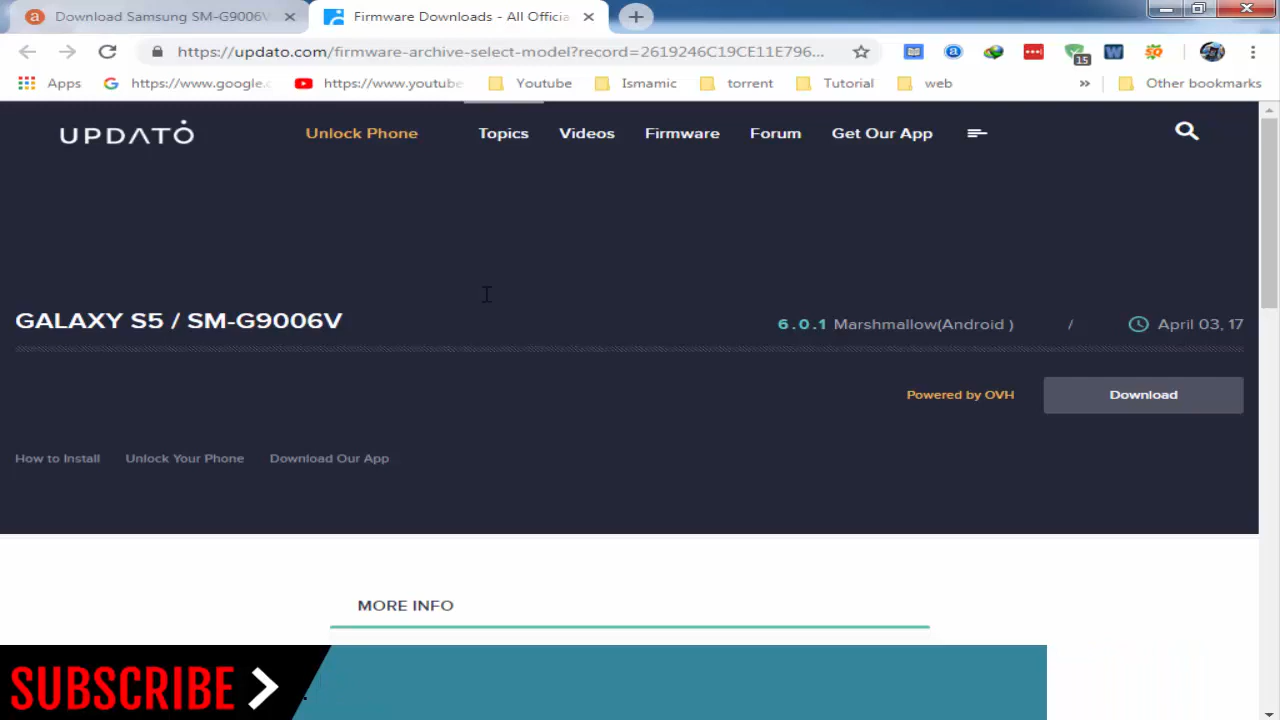 Download Samsung SM-G9006V
Firmware Downloads - All Officia
https://updato.com/firmware-archive-select-model?record=2619246C19CE11E796...
15
Apps
https://www.google.c
https://www.youtube
Youtube
Ismamic
torrent
Tutorial
web
»
Other bookmarks
UPDATO
Unlock Phone
Topics
Videos
Firmware
Forum
Get Our App
GALAXY S5 / SM-G9006V
6.0.1 Marshmallow(Android )
/
April 03, 17
Powered by OVH
Download
How to Install
Unlock Your Phone
Download Our App
MORE INFO
SUBSCRIBE